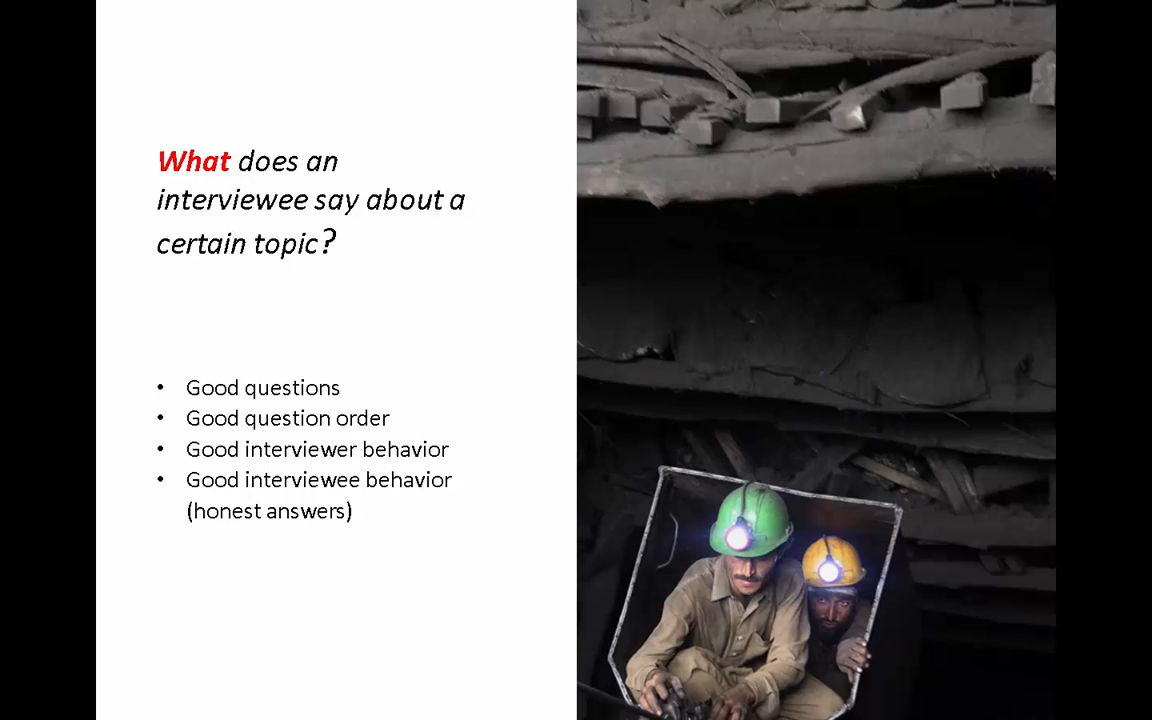 What does an
interviewee say about a
certain topic?
• Good questions
• Good question order
• Good interviewer behavior
• Good interviewee behavior
(honest answers)